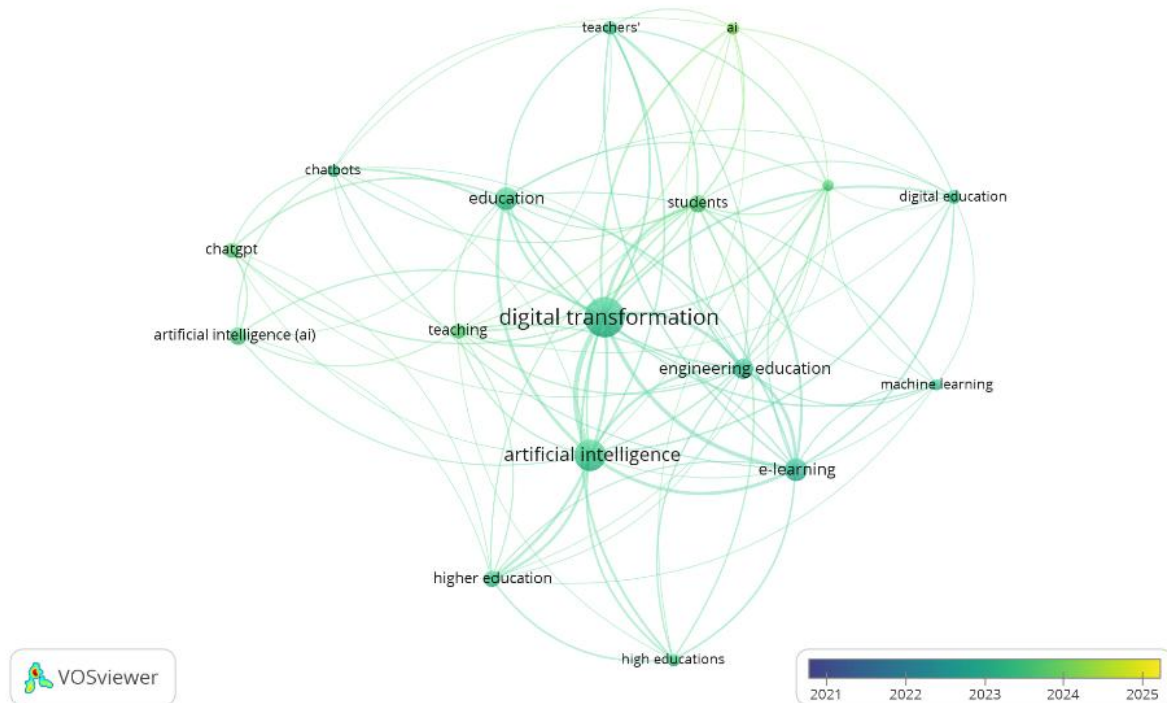 teachers'
ai
chatbots
education
students
digital education
chatgpt
digital transformation
artificial intelligence (ai)
teaching
engineering education
machine learning
artificial intelligence
e-learning
higher education
high educations
VOSviewer
2021 2022 2023 2024 2025